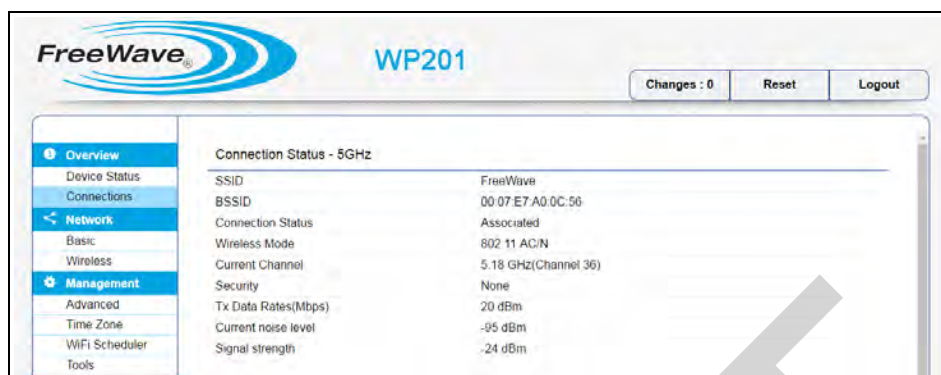 FreeWave®
WP201
Changes : 0 Reset Logout
Overview
Device Status
Connections
Network
Basic
Wireless
Management
Advanced
Time Zone
WiFi Scheduler
Tools
Connection Status - 5GHz
SSID FreeWave
BSSID 00:07:E7:A0:0C:56
Connection Status Associated
Wireless Mode 802.11 AC/N
Current Channel 5.18 GHz(Channel 36)
Security None
Tx Data Rates(Mbps) 20 dBm
Current noise level -95 dBm
Signal strength -24 dBm